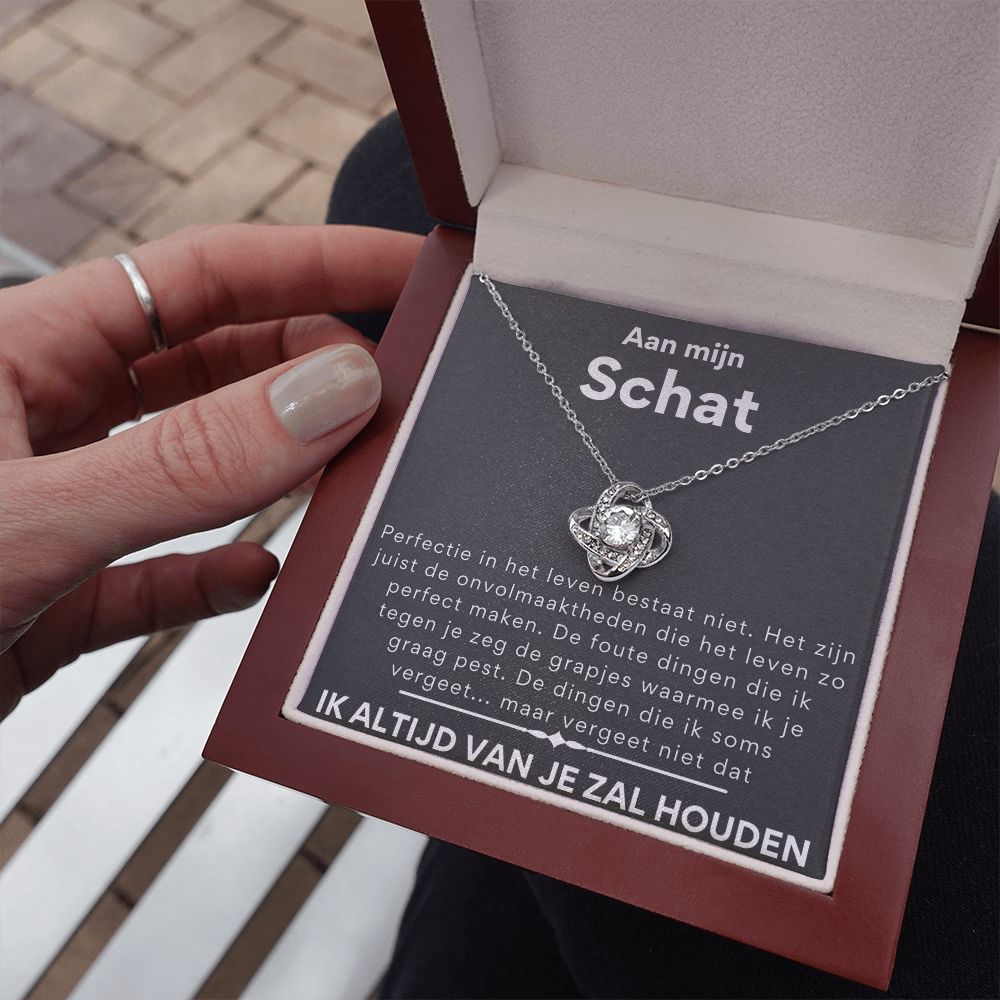 Aan mijn
Schat
Perfectie in het leven bestaat niet. Het zijn
juist de onvolmaaktheden die het leven zo
perfect maken. De foute dingen die ik
tegen je zeg de grapjes waarmee ik je
graag pest. De dingen die ik soms
vergeet... maar vergeet niet dat
IK ALTIJD VAN JE ZAL HOUDEN